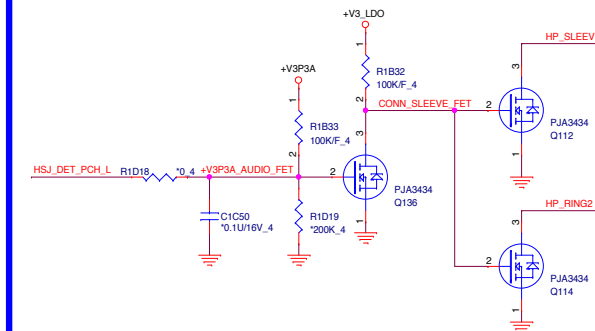 +V3_LDO
HP_SLEEV
1
R1B32
100K/F_4
2
3
+V3P3A
CONN_SLEEVE_FET
2
1
R1B33
100K/F_4
2
3
PJA3434
Q112
1
HSJ_DET_PCH_L
R1D18
*0_4
+V3P3A_AUDIO_FET
2
PJA3434
Q136
1
C1C50
*0.1U/16V_4
R1D19
*200K_4
HP_RING2
3
2
PJA3434
Q114
1